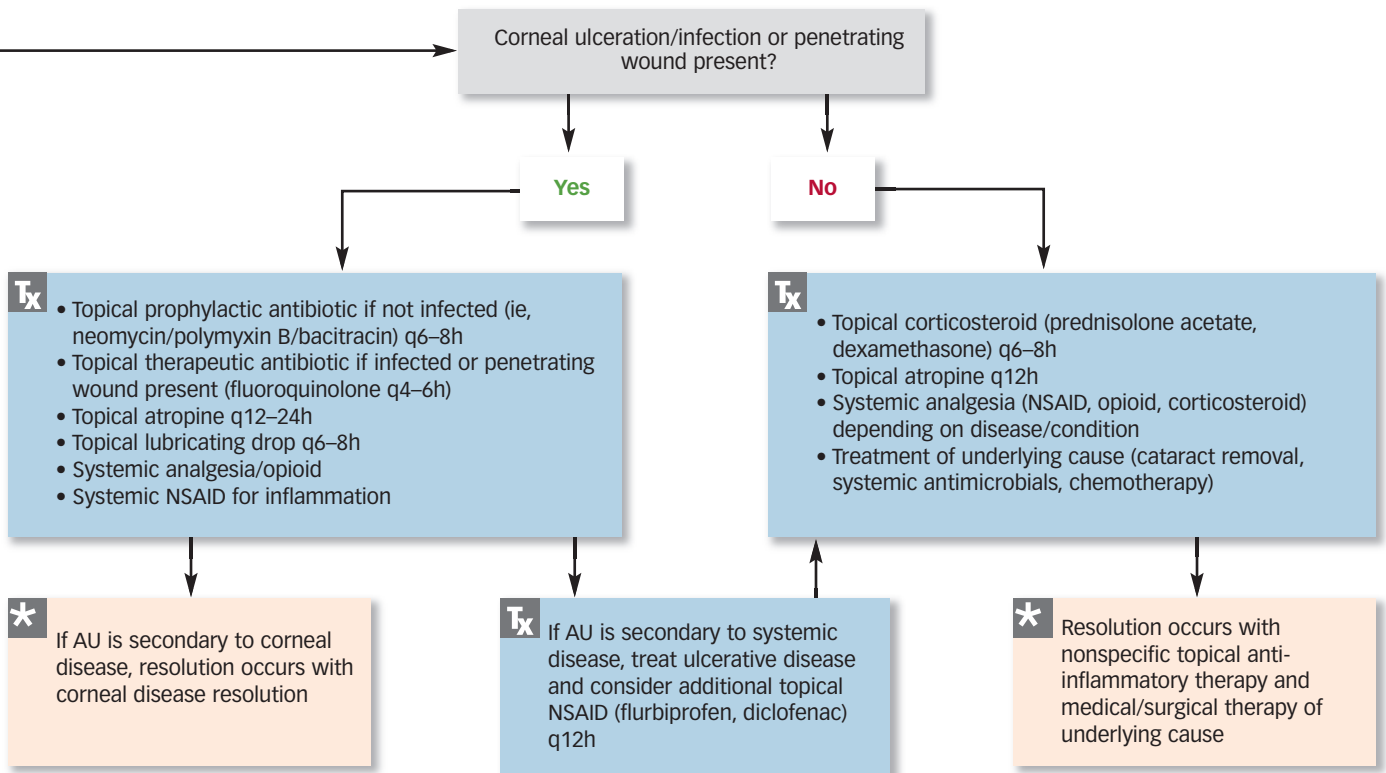 Corneal ulceration/infection or penetrating
wound present?
Yes
No
Tx
• Topical prophylactic antibiotic if not infected (ie,
neomycin/polymyxin B/bacitracin) q6–8h
• Topical therapeutic antibiotic if infected or penetrating
wound present (fluoroquinolone q4–6h)
• Topical atropine q12–24h
• Topical lubricating drop q6–8h
• Systemic analgesia/opioid
• Systemic NSAID for inflammation
Tx
• Topical corticosteroid (prednisolone acetate,
dexamethasone) q6–8h
• Topical atropine q12h
• Systemic analgesia (NSAID, opioid, corticosteroid)
depending on disease/condition
• Treatment of underlying cause (cataract removal,
systemic antimicrobials, chemotherapy)
*
If AU is secondary to corneal
disease, resolution occurs with
corneal disease resolution
Tx
If AU is secondary to systemic
disease, treat ulcerative disease
and consider additional topical
NSAID (flurbiprofen, diclofenac)
q12h
*
Resolution occurs with
nonspecific topical anti-
inflammatory therapy and
medical/surgical therapy of
underlying cause